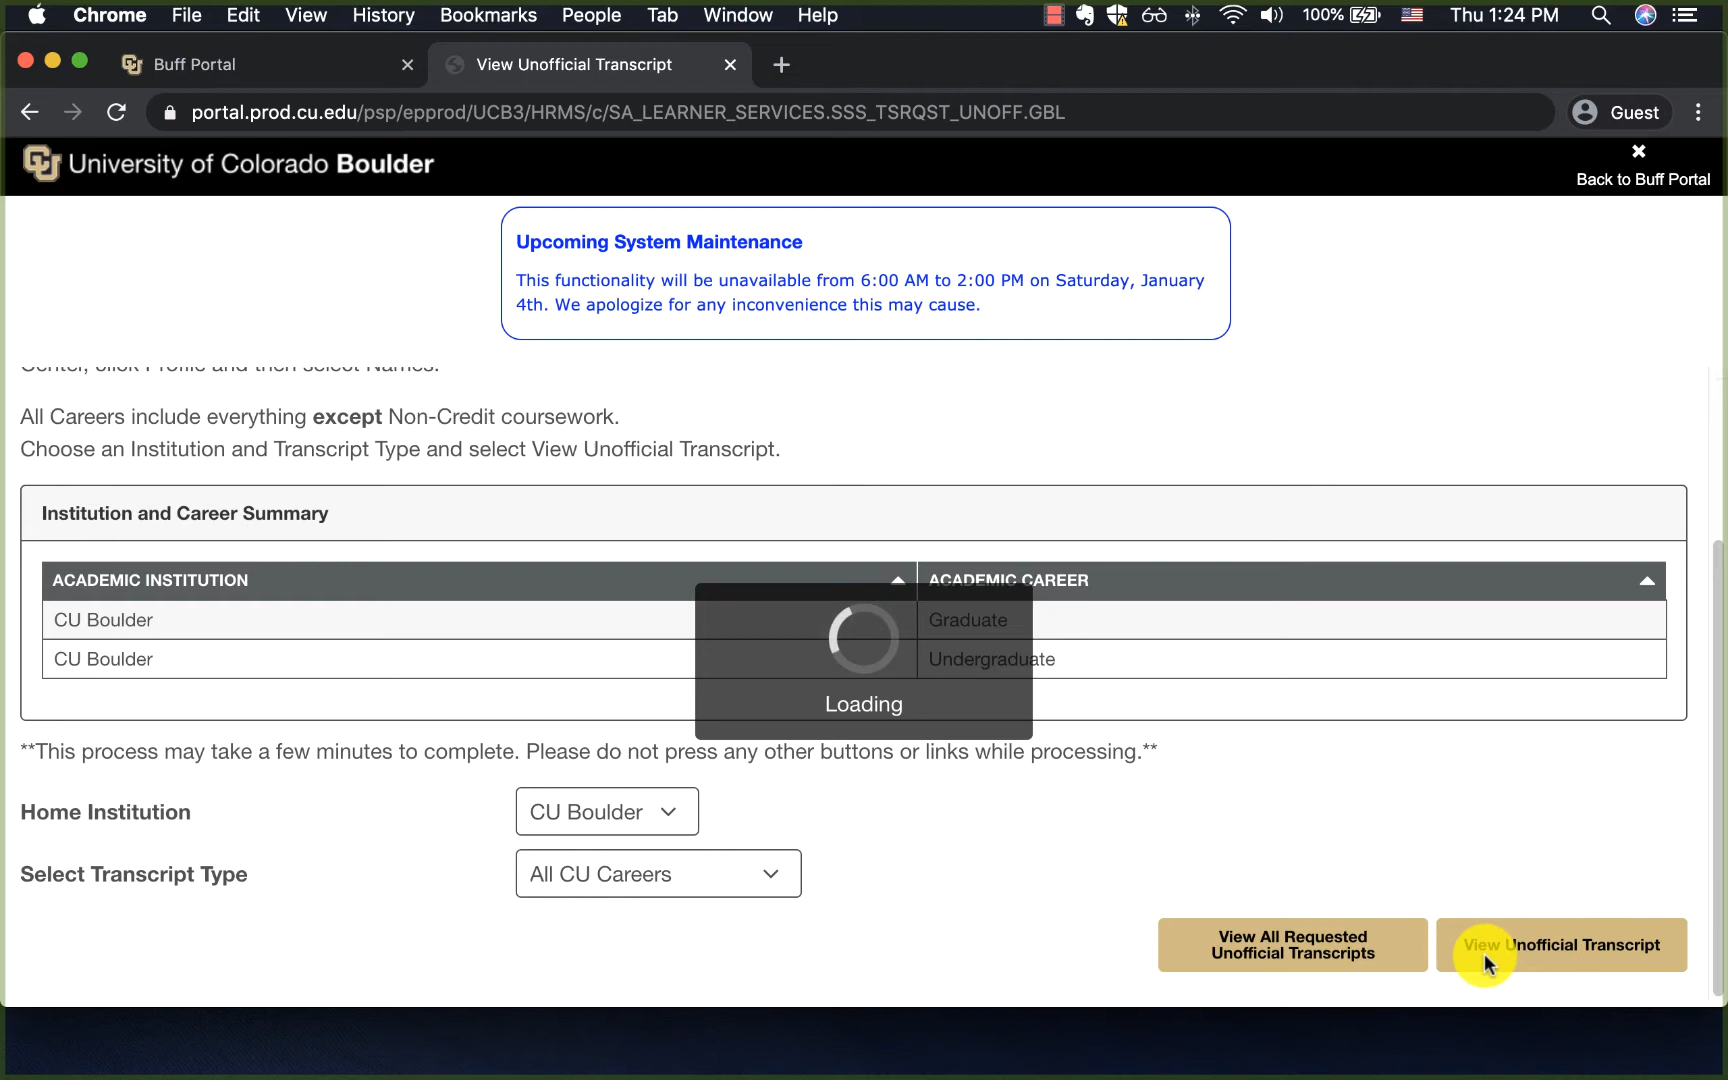 Chrome File Edit View History Bookmarks People Tab Window Help 100% Thu 1:24 PM
Buff Portal View Unofficial Transcript
portal.prod.cu.edu/psp/epprod/UCB3/HRMS/c/SA_LEARNER_SERVICES.SSS_TSRQST_UNOFF.GBL Guest
University of Colorado Boulder
Back to Buff Portal
Upcoming System Maintenance
This functionality will be unavailable from 6:00 AM to 2:00 PM on Saturday, January
4th. We apologize for any inconvenience this may cause.
Center, click Profile and then select Names.
All Careers include everything except Non-Credit coursework.
Choose an Institution and Transcript Type and select View Unofficial Transcript.
Institution and Career Summary
ACADEMIC INSTITUTION ACADEMIC CAREER
CU Boulder Graduate
CU Boulder Undergraduate
Loading
**This process may take a few minutes to complete. Please do not press any other buttons or links while processing.**
Home Institution CU Boulder
Select Transcript Type All CU Careers
View All Requested
Unofficial Transcripts
View Unofficial Transcript